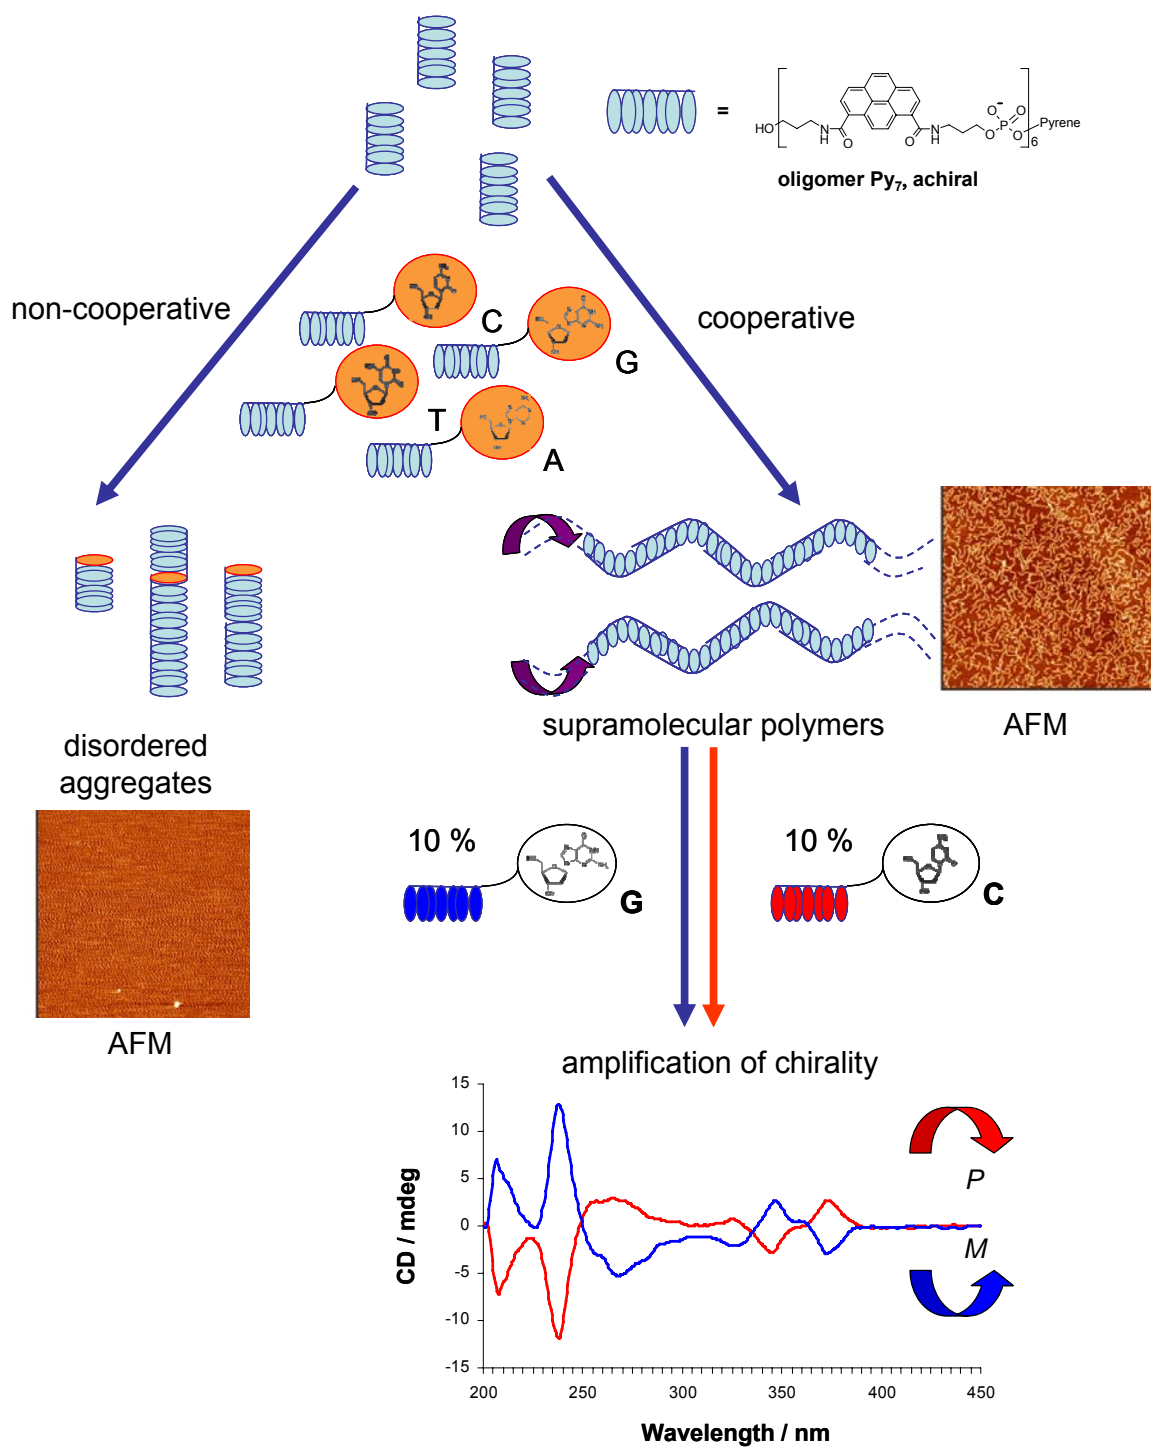 HO
N
H
O
O
N
H
O
P
O-
O
O
6
Pyrene
=
oligomer Py7, achiral
non-cooperative
cooperative
C
G
T
A
disordered
aggregates
AFM
supramolecular polymers
AFM
10 %
G
10 %
C
amplification of chirality
15
10
5
0
-5
-10
-15
CD / mdeg
P
M
200
250
300
350
400
450
Wavelength / nm